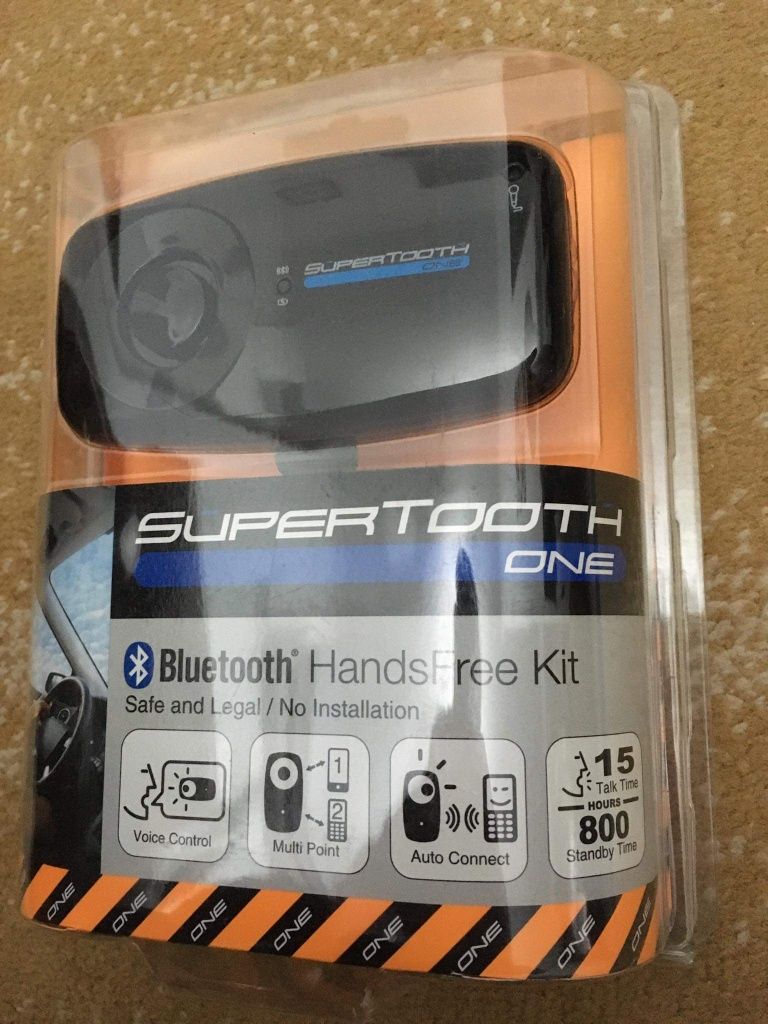 SUPERTOOTH
ONE
SUPERTOOTH
ONE
Bluetooth® HandsFree Kit
Safe and Legal / No Installation
Voice Control
1
2
Multi Point
Auto Connect
15
Talk Time
HOURS
800
Standby Time
ONE ONE ONE ONE ONE ONE ONE ONE